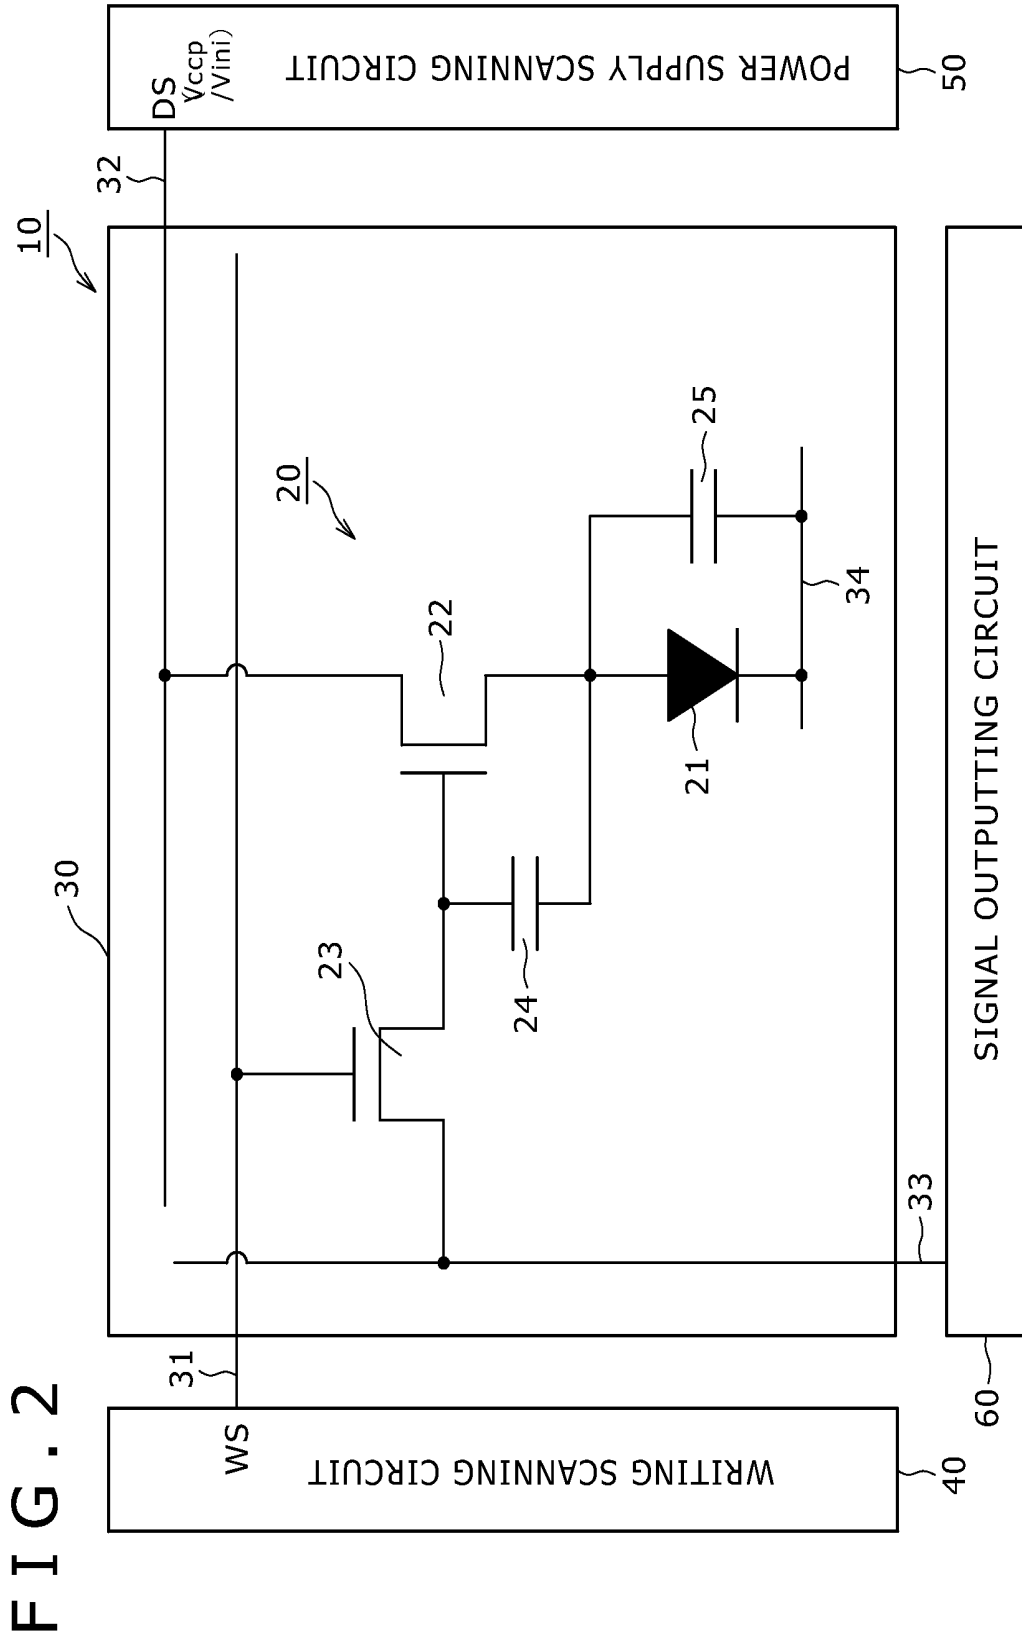 FIG.2
10
30
32
DS
(Vccp
/Vini)
31
WS
20
23
22
24
25
21
34
WRITING SCANNING CIRCUIT
POWER SUPPLY SCANNING CIRCUIT
40
50
33
60
SIGNAL OUTPUTTING CIRCUIT